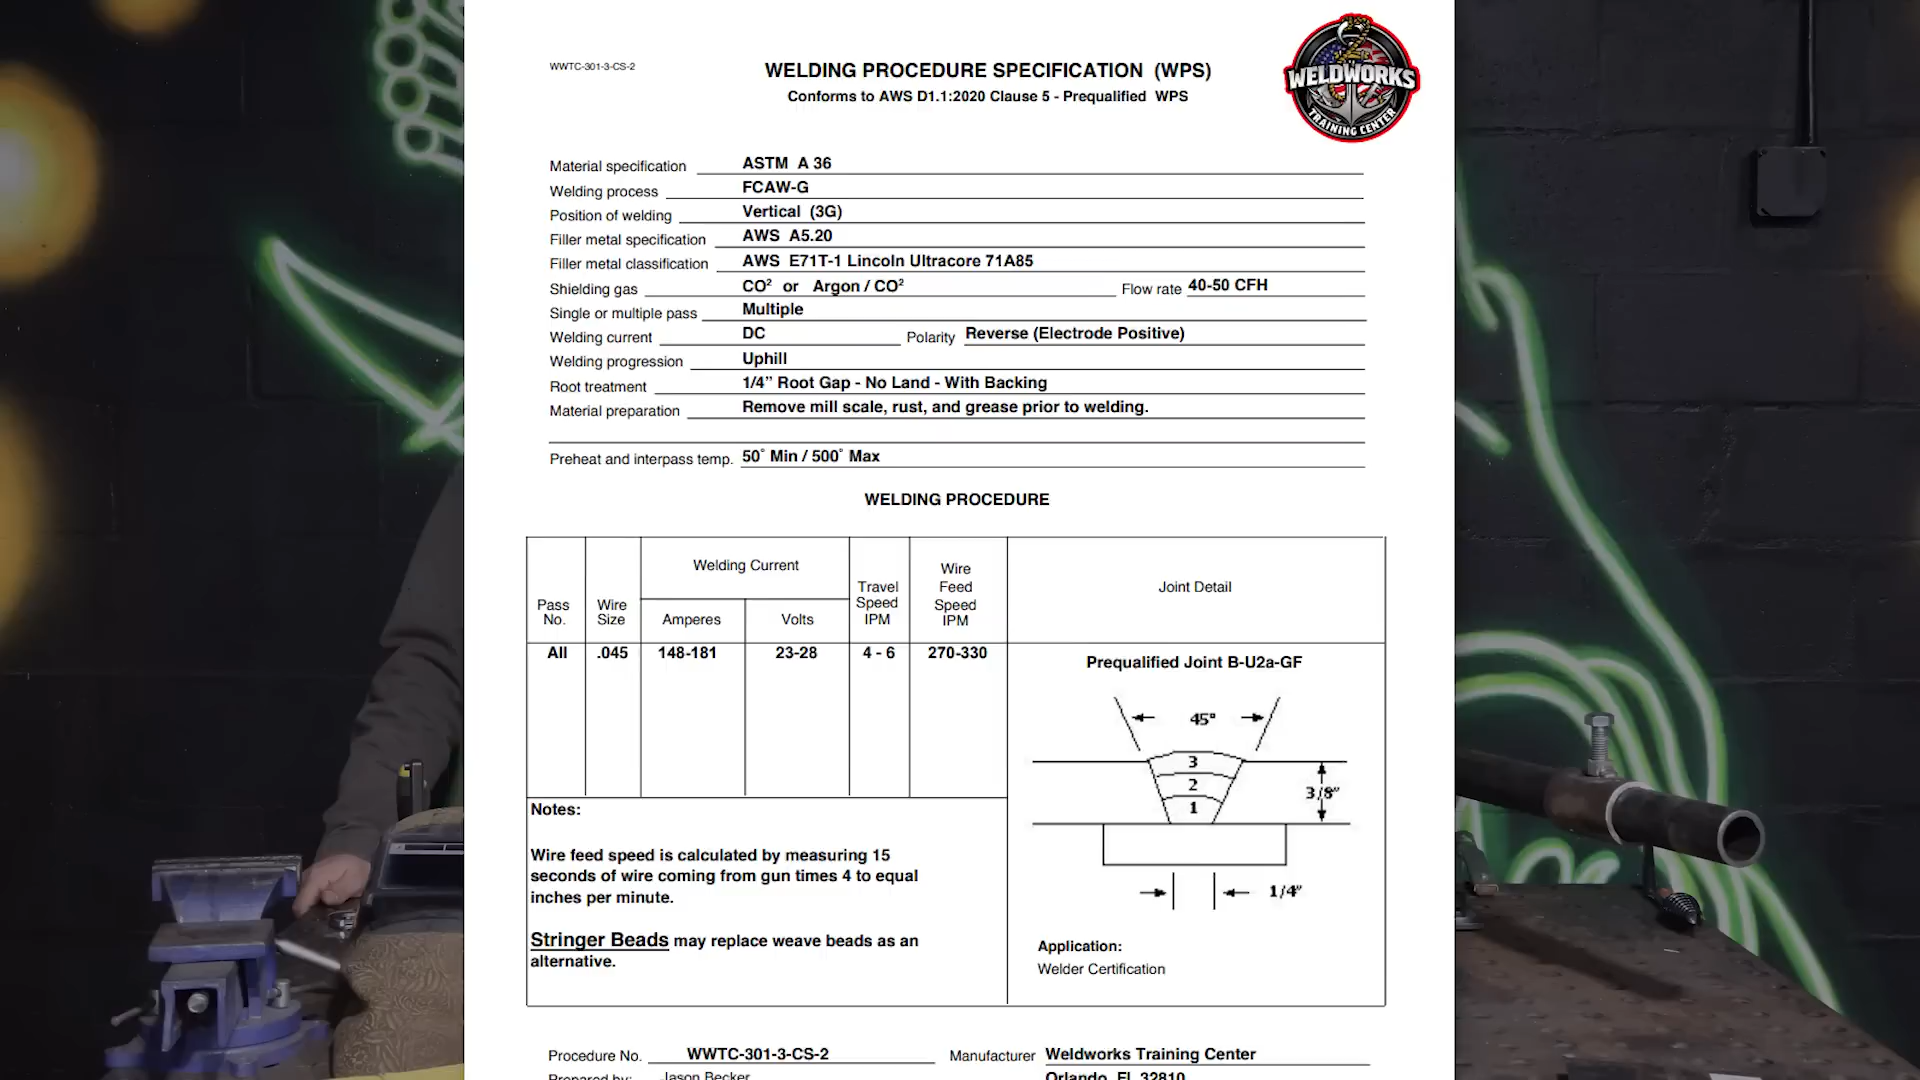 WWTC-301-3-CS-2
WELDING PROCEDURE SPECIFICATION (WPS)
Conforms to AWS D1.1:2020 Clause 5 - Prequalified WPS
WELDWORKS
TRAINING CENTER
Material specification ASTM A 36
Welding process FCAW-G
Position of welding Vertical (3G)
Filler metal specification AWS A5.20
Filler metal classification AWS E71T-1 Lincoln Ultracore 71A85
Shielding gas CO² or Argon / CO² Flow rate 40-50 CFH
Single or multiple pass Multiple
Welding current DC Polarity Reverse (Electrode Positive)
Welding progression Uphill
Root treatment 1/4” Root Gap - No Land - With Backing
Material preparation Remove mill scale, rust, and grease prior to welding.
Preheat and interpass temp. 50° Min / 500° Max
WELDING PROCEDURE
Pass No.
Wire Size
Welding Current
Amperes
Volts
Travel Speed IPM
Wire Feed Speed IPM
Joint Detail
All .045 148-181 23-28 4 - 6 270-330
Prequalified Joint B-U2a-GF
45°
3
2
1
3/8"
1/4"
Notes:
Wire feed speed is calculated by measuring 15
seconds of wire coming from gun times 4 to equal
inches per minute.
Stringer Beads may replace weave beads as an
alternative.
Application:
Welder Certification
Procedure No. WWTC-301-3-CS-2 Manufacturer Weldworks Training Center
Prepared by: Jason Becker Orlando, FL 32810